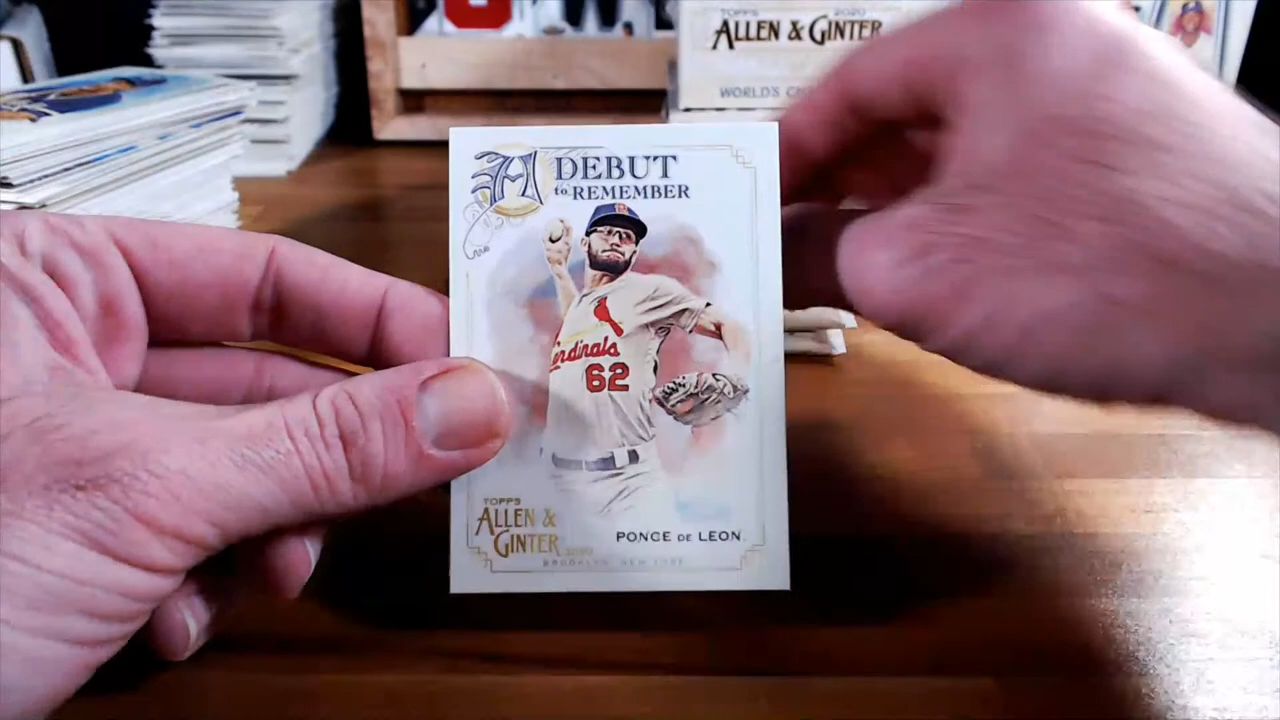 TOPPS 2020
ALLEN & GINTER
WORLD'S
A DEBUT
to REMEMBER
Cardinals
62
TOPPS
ALLEN &
GINTER 2020
PONCE DE LEON
BROOKLYN, NEW YORK